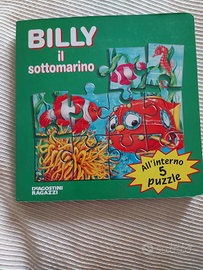 BILLY
il
sottomarino
All'interno
5
puzzle
DeAGOSTINI
RAGAZZI